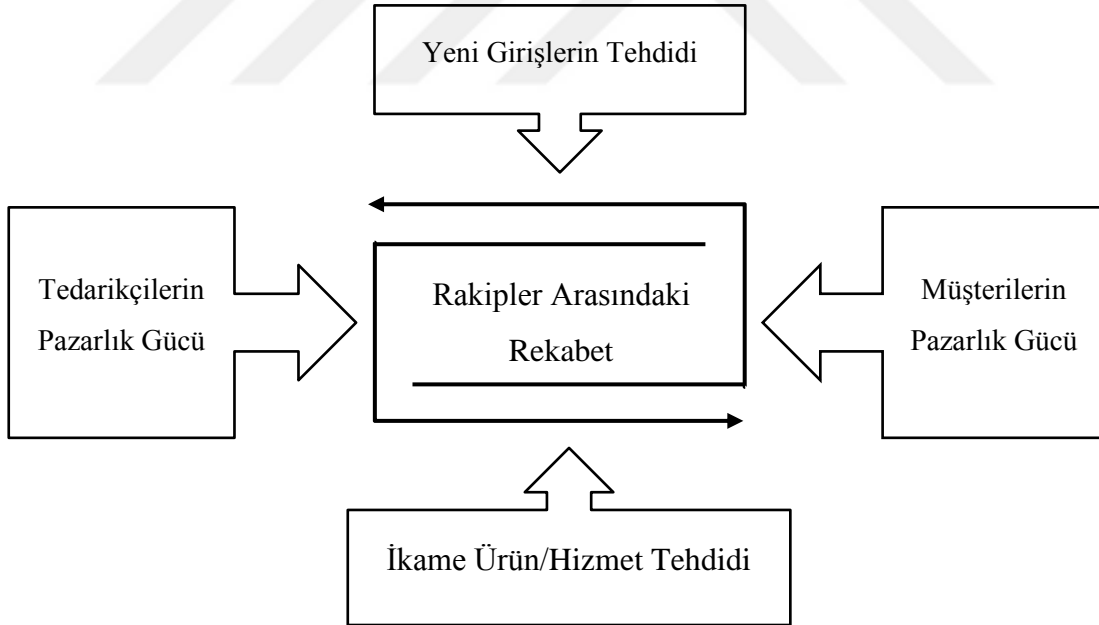 Yeni Girişlerin Tehdidi
Tedarikçilerin
Pazarlık Gücü
Rakipler Arasındaki
Rekabet
Müşterilerin
Pazarlık Gücü
İkame Ürün/Hizmet Tehdidi